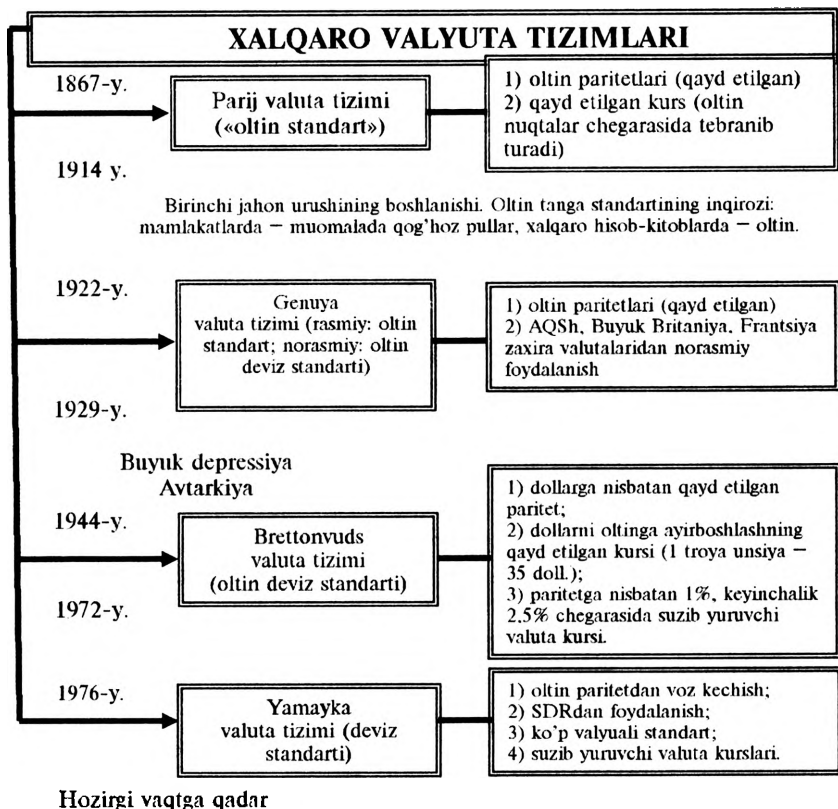 XALQARO VALYUTA TIZIMLARI
1867-y.
Parij valuta tizimi
(«oltin standart»)
1) oltin paritetlari (qayd etilgan)
2) qayd etilgan kurs (oltin
nuqtalar chegarasida tebranib
turadi)
1914 y.
Birinchi jahon urushining boshlanishi. Oltin tanga standartining inqirozi:
mamlakatlarda – muomalada qog'hoz pullar, xalqaro hisob-kitoblarda – oltin.
1922-y.
Genuya
valuta tizimi (rasmiy: oltin
standart; norasmiy: oltin
deviz standarti)
1) oltin paritetlari (qayd etilgan)
2) AQSh, Buyuk Britaniya, Frantsiya
zaxira valutalaridan norasmiy
foydalanish
1929-y.
Buyuk depressiya
Avtarkiya
1944-y.
Brettonvuds
valuta tizimi
(oltin deviz standarti)
1) dollarga nisbatan qayd etilgan
paritet;
2) dollarni oltinga ayirboshlashning
qayd etilgan kursi (1 troya unsiya –
35 doll.);
3) paritetga nisbatan 1%, keyinchalik
2.5% chegarasida suzib yuruvchi
valuta kursi.
1972-y.
1976-y.
Yamayka
valuta tizimi (deviz
standarti)
1) oltin paritetdan voz kechish;
2) SDRdan foydalanish;
3) ko'p valyuali standart;
4) suzib yuruvchi valuta kurslari.
Hozirgi vaqtga qadar